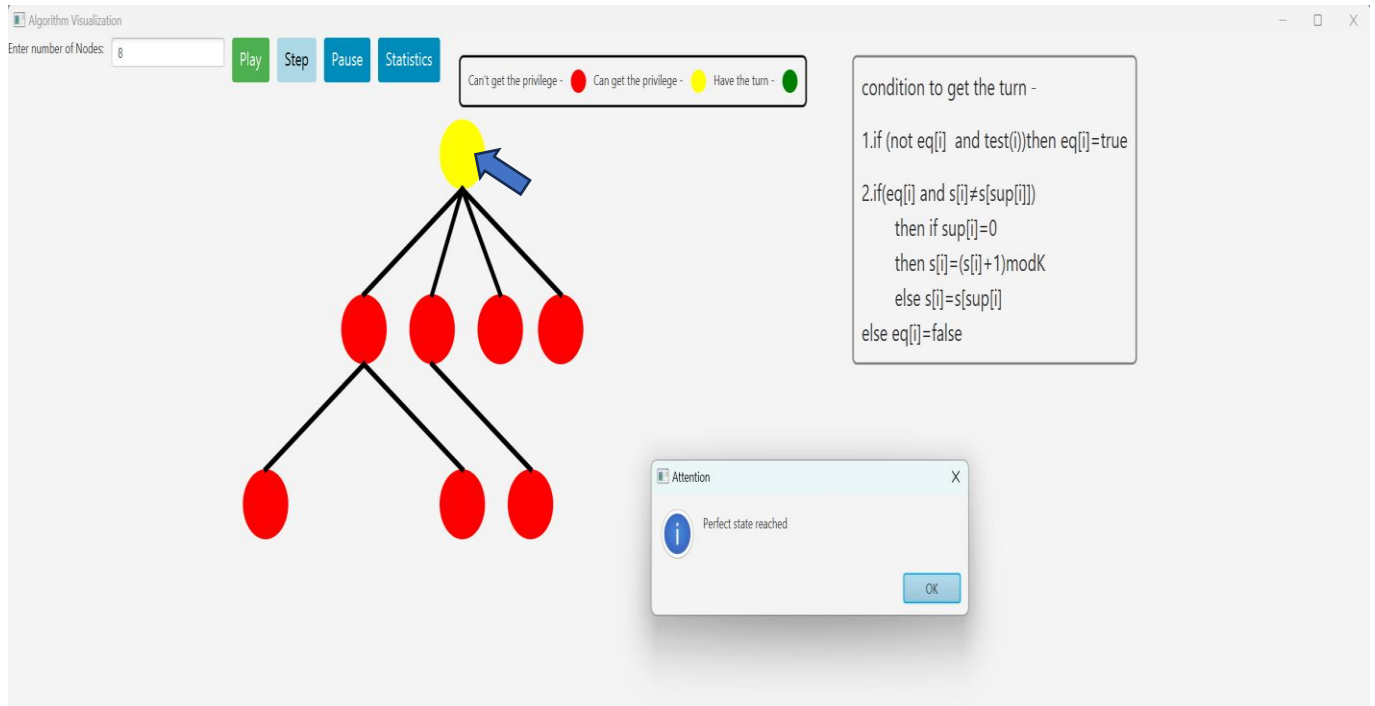 Algorithm Visualization
Enter number of Nodes: 8 Play Step Pause Statistics
Can't get the privilege - Can get the privilege - Have the turn -
condition to get the turn -
1.if (not eq[i] and test(i))then eq[i]=true
2.if(eq[i] and s[i]≠s[sup[i]])
then if sup[i]=0
then s[i]=(s[i]+1)modK
else s[i]=s[sup[i]
else eq[i]=false
Attention
Perfect state reached
OK